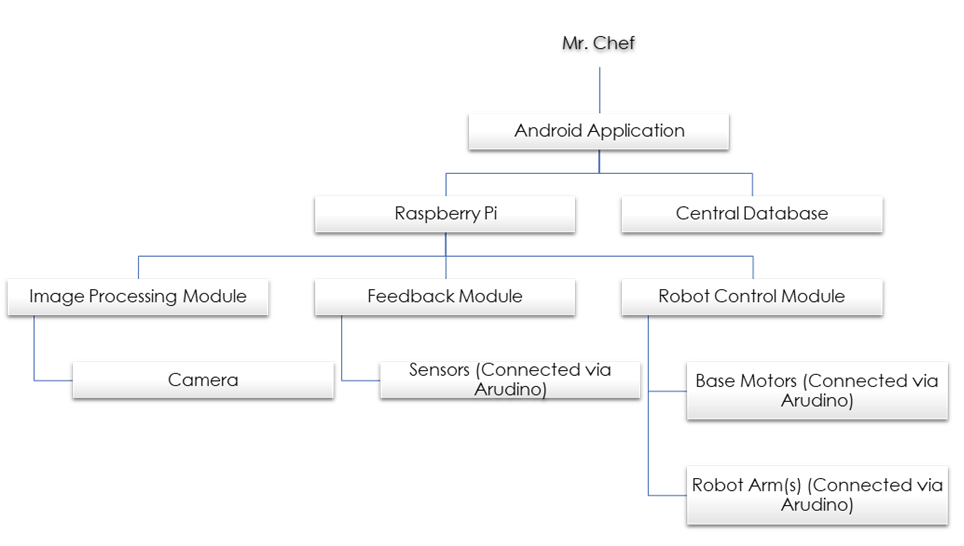 Mr. Chef
Android Application
Raspberry Pi
Central Database
Image Processing Module
Feedback Module
Robot Control Module
Camera
Sensors (Connected via
Arudino)
Base Motors (Connected via
Arudino)
Robot Arm(s) (Connected via
Arudino)